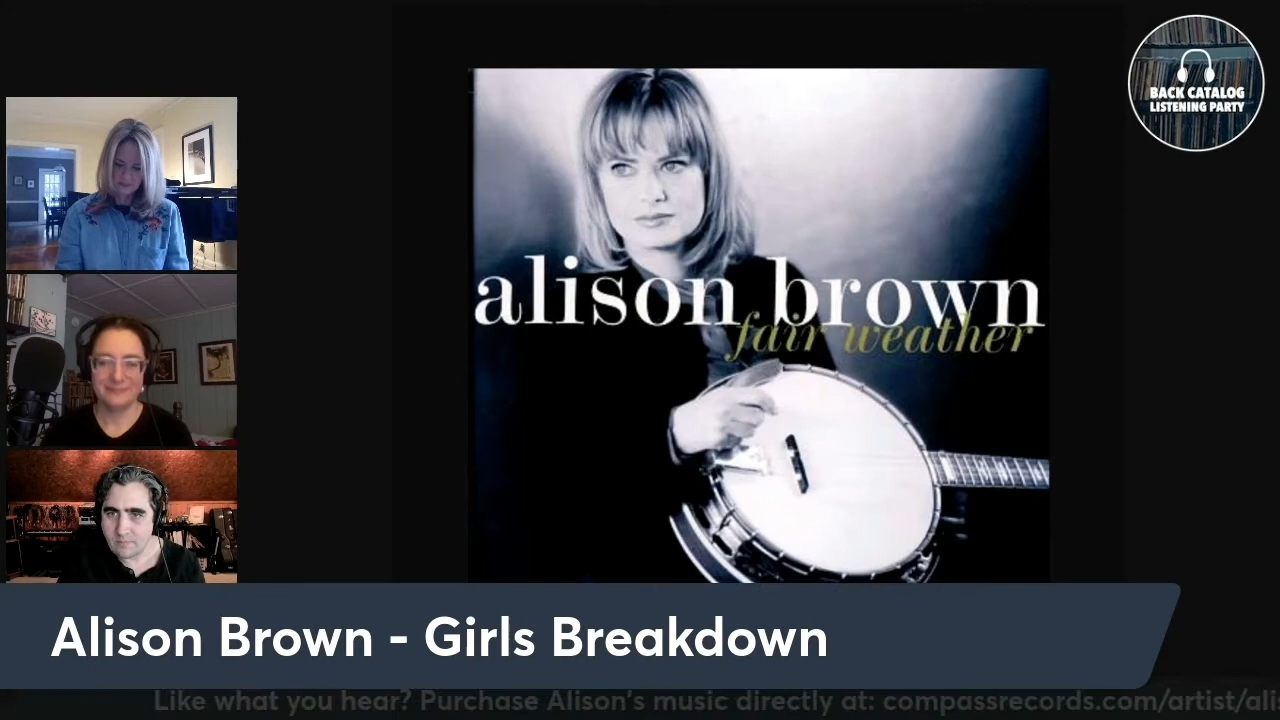 BACK CATALOG
LISTENING PARTY
alison brown
fair weather
Alison Brown - Girls Breakdown
Like what you hear? Purchase Alison's music directly at: compassrecords.com/artist/ali